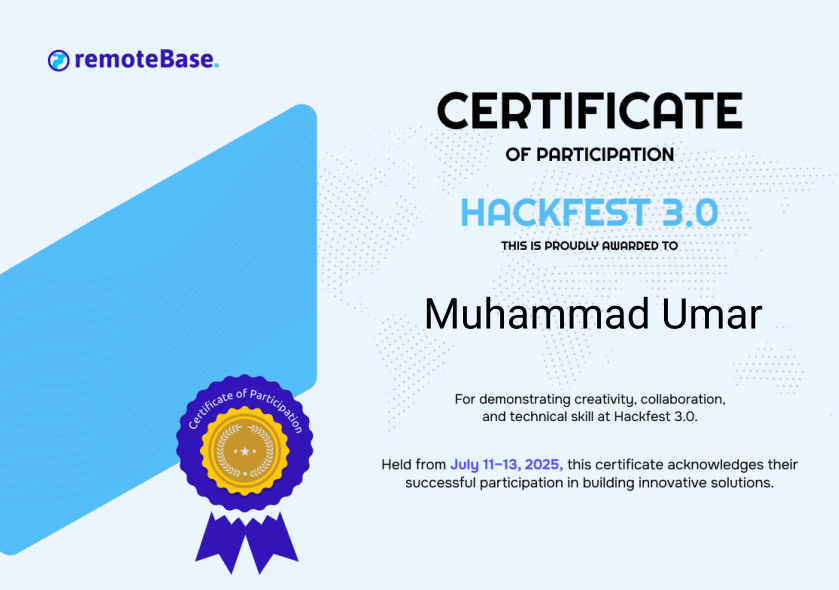 remoteBase.
CERTIFICATE
OF PARTICIPATION
HACKFEST 3.0
THIS IS PROUDLY AWARDED TO
Muhammad Umar
For demonstrating creativity, collaboration,
and technical skill at Hackfest 3.0.
Held from July 11–13, 2025, this certificate acknowledges their
successful participation in building innovative solutions.
Certificate of Participation